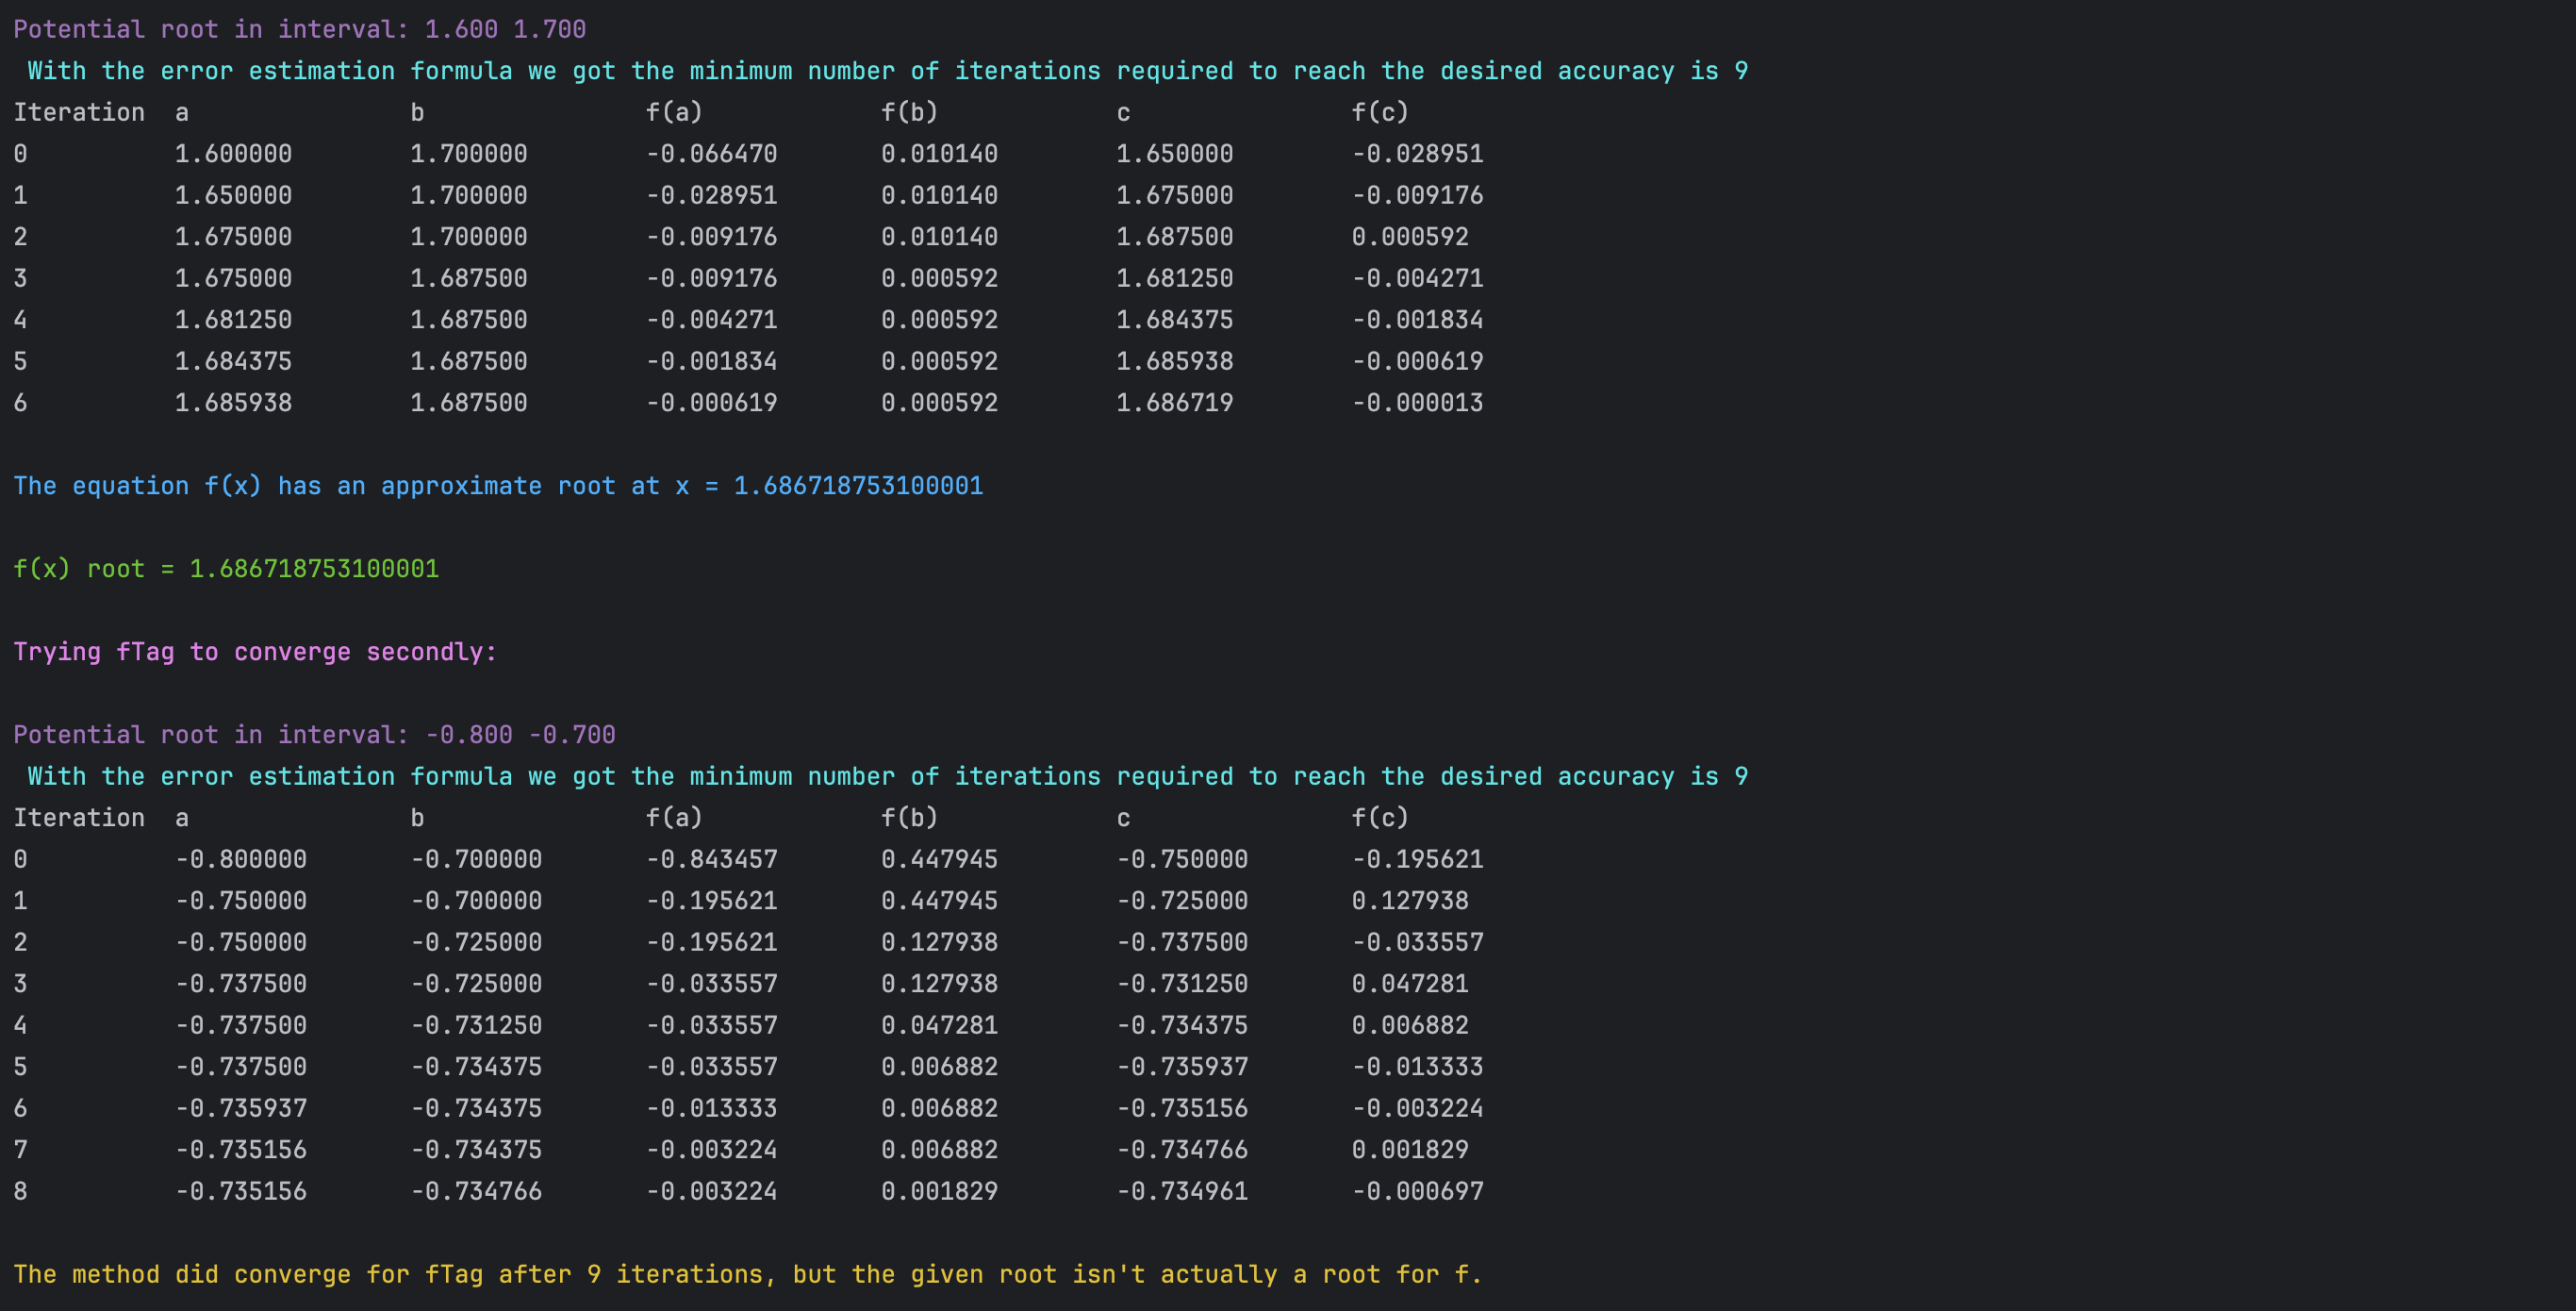 Potential root in interval: 1.600 1.700
With the error estimation formula we got the minimum number of iterations required to reach the desired accuracy is 9
Iteration a b f(a) f(b) c f(c)
0 1.600000 1.700000 -0.066470 0.010140 1.650000 -0.028951
1 1.650000 1.700000 -0.028951 0.010140 1.675000 -0.009176
2 1.675000 1.700000 -0.009176 0.010140 1.687500 0.000592
3 1.675000 1.687500 -0.009176 0.000592 1.681250 -0.004271
4 1.681250 1.687500 -0.004271 0.000592 1.684375 -0.001834
5 1.684375 1.687500 -0.001834 0.000592 1.685938 -0.000619
6 1.685938 1.687500 -0.000619 0.000592 1.686719 -0.000013
The equation f(x) has an approximate root at x = 1.686718753100001
f(x) root = 1.686718753100001
Trying fTag to converge secondly:
Potential root in interval: -0.800 -0.700
With the error estimation formula we got the minimum number of iterations required to reach the desired accuracy is 9
Iteration a b f(a) f(b) c f(c)
0 -0.800000 -0.700000 -0.843457 0.447945 -0.750000 -0.195621
1 -0.750000 -0.700000 -0.195621 0.447945 -0.725000 0.127938
2 -0.750000 -0.725000 -0.195621 0.127938 -0.737500 -0.033557
3 -0.737500 -0.725000 -0.033557 0.127938 -0.731250 0.047281
4 -0.737500 -0.731250 -0.033557 0.047281 -0.734375 0.006882
5 -0.737500 -0.734375 -0.033557 0.006882 -0.735937 -0.013333
6 -0.735937 -0.734375 -0.013333 0.006882 -0.735156 -0.003224
7 -0.735156 -0.734375 -0.003224 0.006882 -0.734766 0.001829
8 -0.735156 -0.734766 -0.003224 0.001829 -0.734961 -0.000697
The method did converge for fTag after 9 iterations, but the given root isn't actually a root for f.